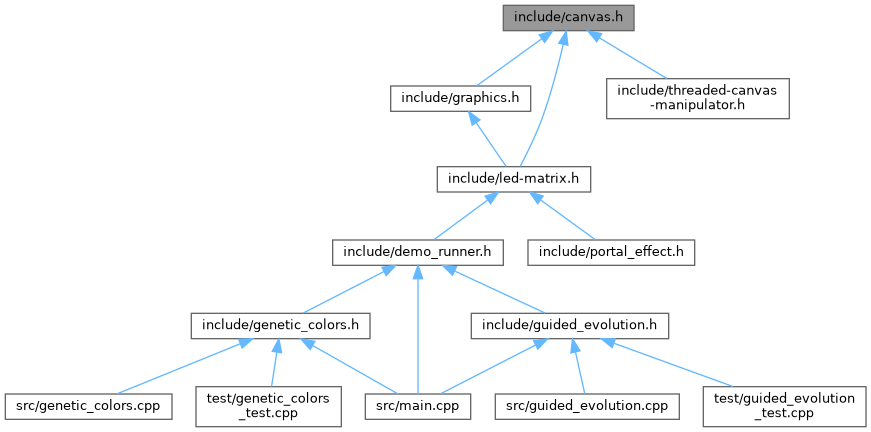 include/canvas.h
include/graphics.h
include/threaded-canvas
-manipulator.h
include/led-matrix.h
include/demo_runner.h
include/portal_effect.h
include/genetic_colors.h
include/guided_evolution.h
src/genetic_colors.cpp
test/genetic_colors
_test.cpp
src/main.cpp
src/guided_evolution.cpp
test/guided_evolution
_test.cpp